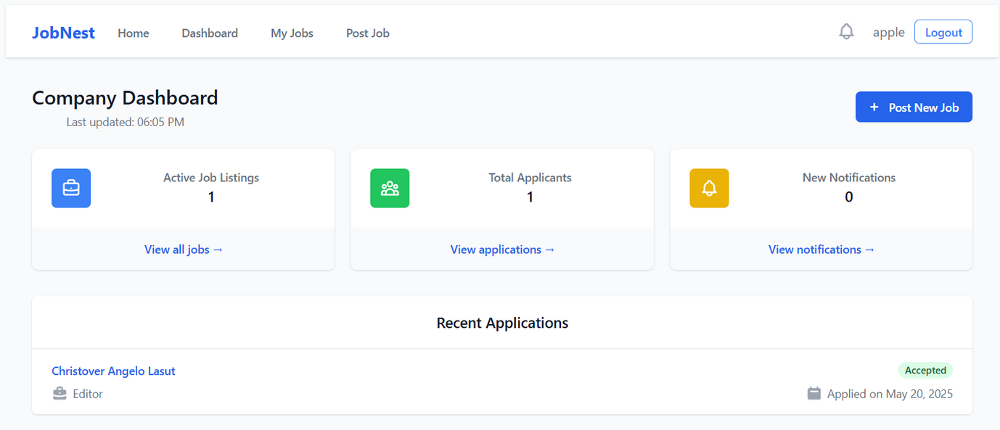 JobNest Home Dashboard My Jobs Post Job apple Logout
Company Dashboard
Last updated: 06:05 PM
+ Post New Job
Active Job Listings
1
View all jobs →
Total Applicants
1
View applications →
New Notifications
0
View notifications →
Recent Applications
Christover Angelo Lasut
Accepted
Editor
Applied on May 20, 2025